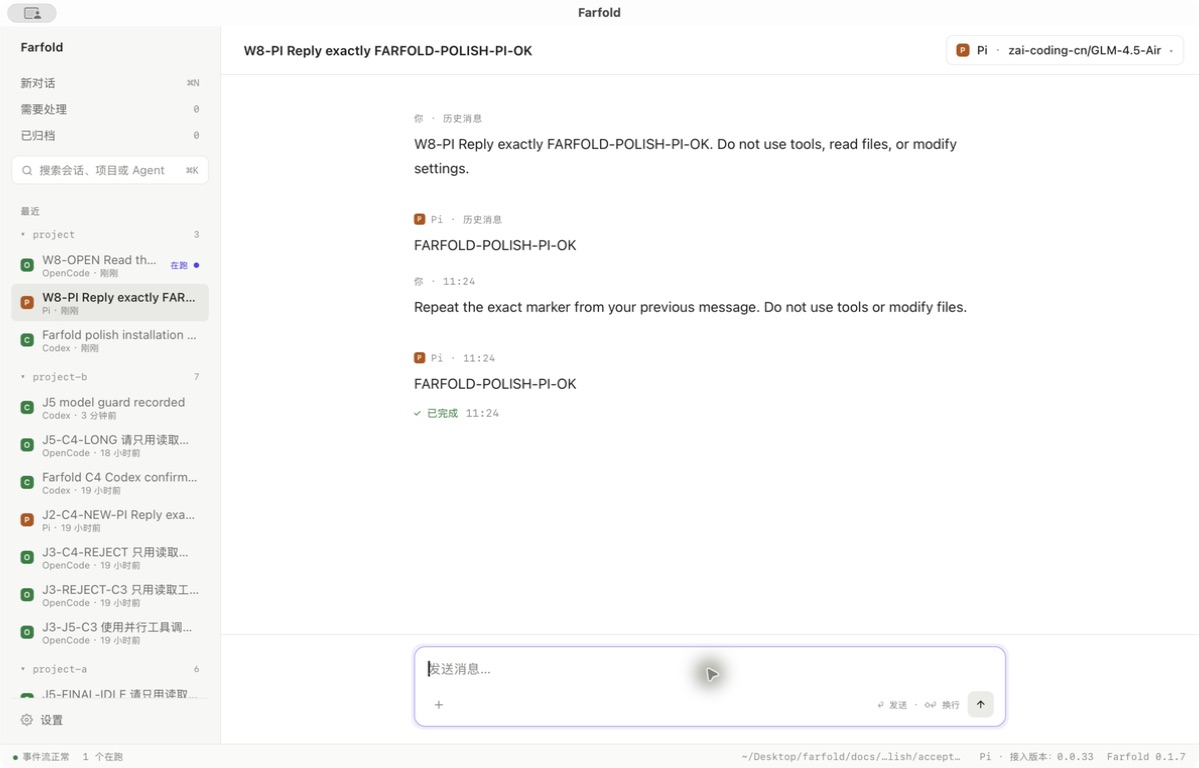 Farfold
Farfold
新对话 ⌘N
需要处理 0
已归档 0
搜索会话、项目或 Agent ⌘K
最近
project 3
W8-OPEN Read th... 在跑
OpenCode · 刚刚
W8-PI Reply exactly FAR...
Pi · 刚刚
Farfold polish installation ...
Codex · 刚刚
project-b 7
J5 model guard recorded
Codex · 3 分钟前
J5-C4-LONG 请只用读取...
OpenCode · 18 小时前
Farfold C4 Codex confirm...
Codex · 19 小时前
J2-C4-NEW-PI Reply exa...
Pi · 19 小时前
J3-C4-REJECT 只用读取...
OpenCode · 19 小时前
J3-REJECT-C3 只用读取工...
OpenCode · 19 小时前
J3-J5-C3 使用并行工具调...
OpenCode · 19 小时前
project-a 6
J5-FINAL-IDLE 请只用读取...
设置
W8-PI Reply exactly FARFOLD-POLISH-PI-OK
P Pi · zai-coding-cn/GLM-4.5-Air
你 · 历史消息
W8-PI Reply exactly FARFOLD-POLISH-PI-OK. Do not use tools, read files, or modify
settings.
P Pi · 历史消息
FARFOLD-POLISH-PI-OK
你 · 11:24
Repeat the exact marker from your previous message. Do not use tools or modify files.
P Pi · 11:24
FARFOLD-POLISH-PI-OK
✓ 已完成 11:24
发送消息...
+ ↵ 发送 · ⇧↵ 换行
事件流正常 1 个在跑 ~/Desktop/farfold/docs/…lish/accept… Pi · 接入版本: 0.0.33 Farfold 0.1.7